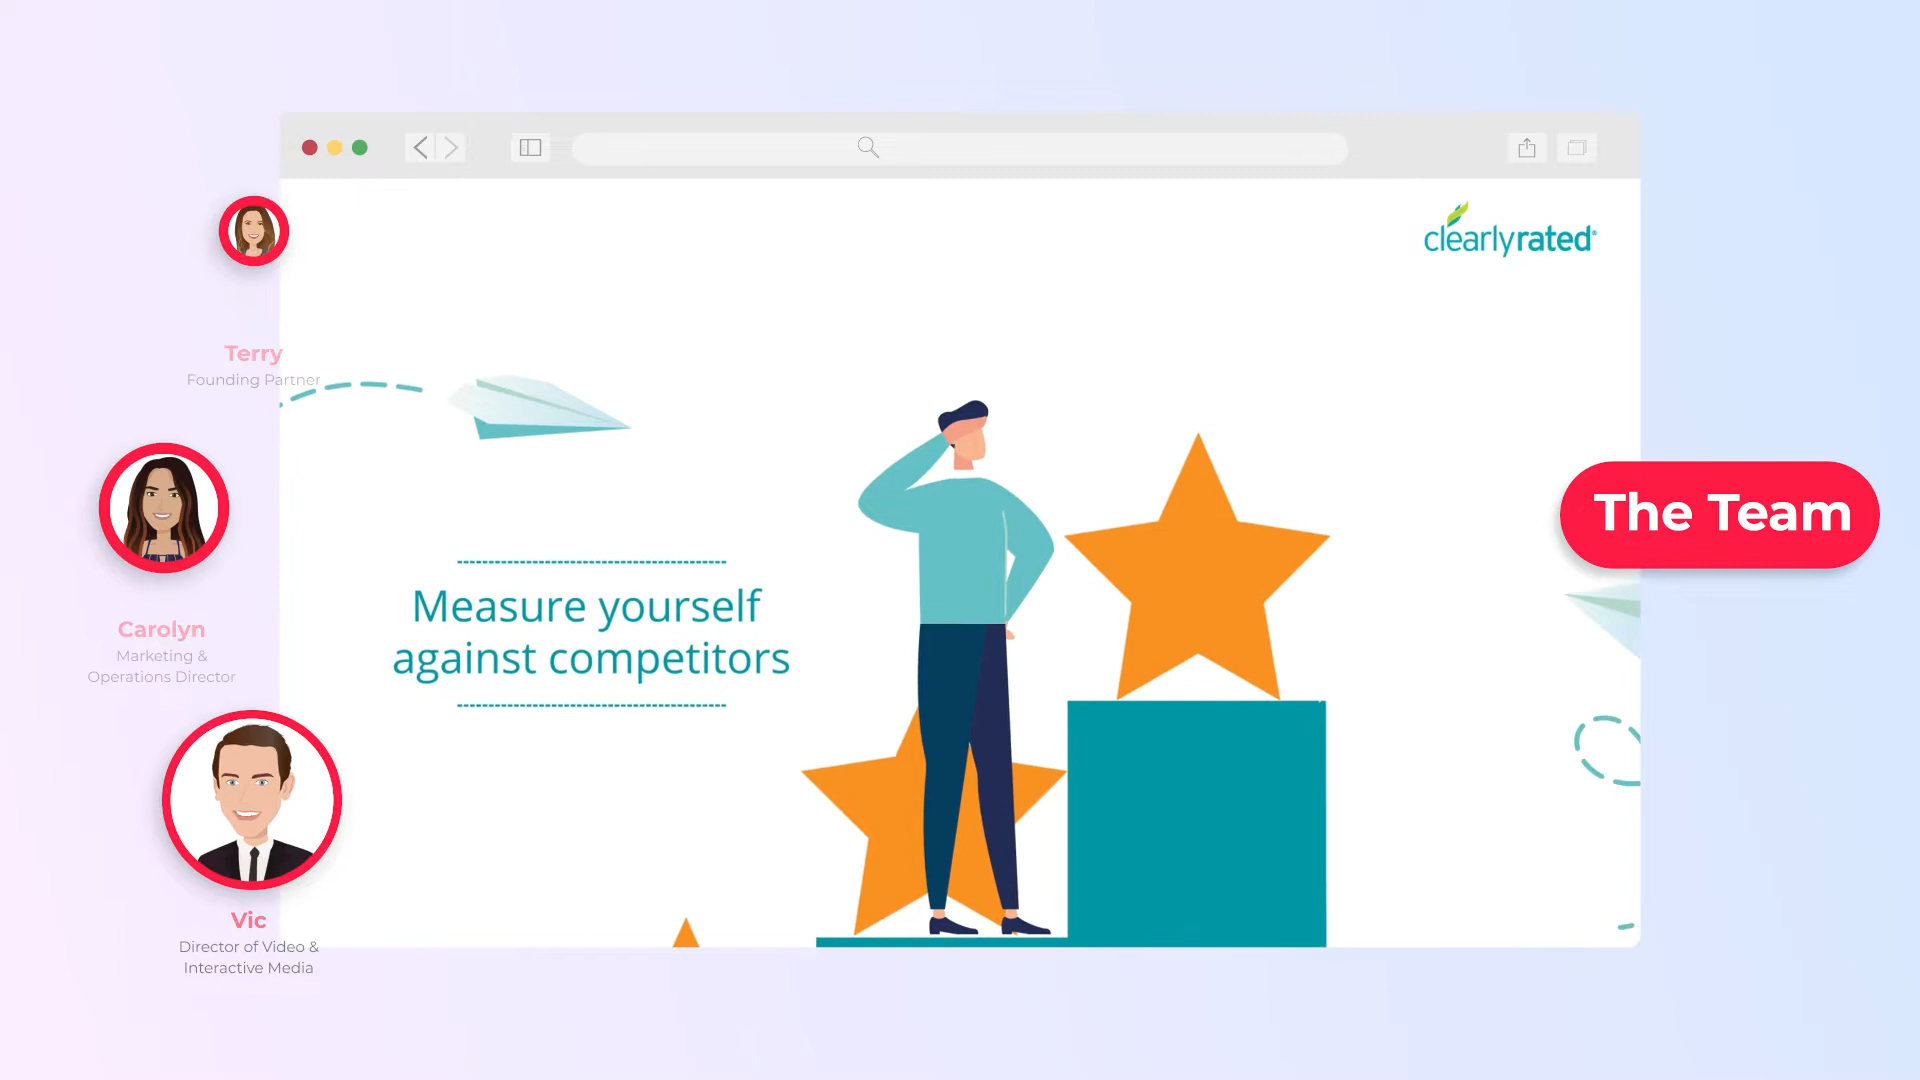 clearlyrated®
Terry
Founding Partner
The Team
Measure yourself
against competitors
Carolyn
Marketing &
Operations Director
Vic
Director of Video &
Interactive Media